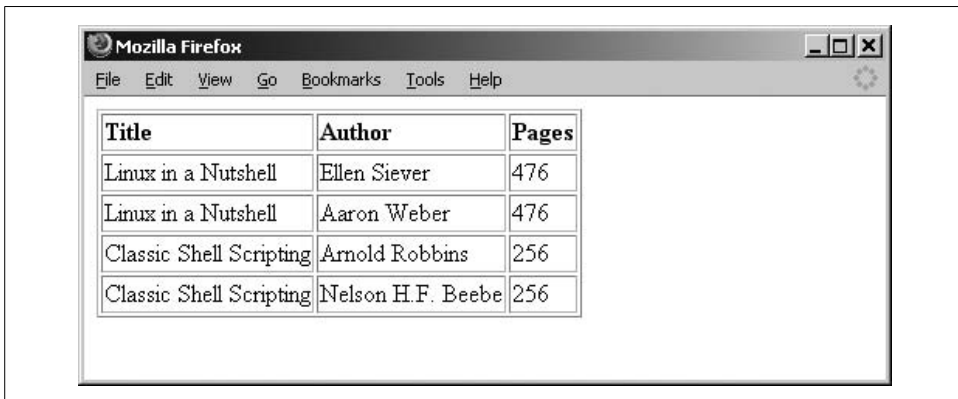 Mozilla Firefox
File Edit View Go Bookmarks Tools Help
Title Author Pages
Linux in a Nutshell Ellen Siever 476
Linux in a Nutshell Aaron Weber 476
Classic Shell Scripting Arnold Robbins 256
Classic Shell Scripting Nelson H.F. Beebe 256